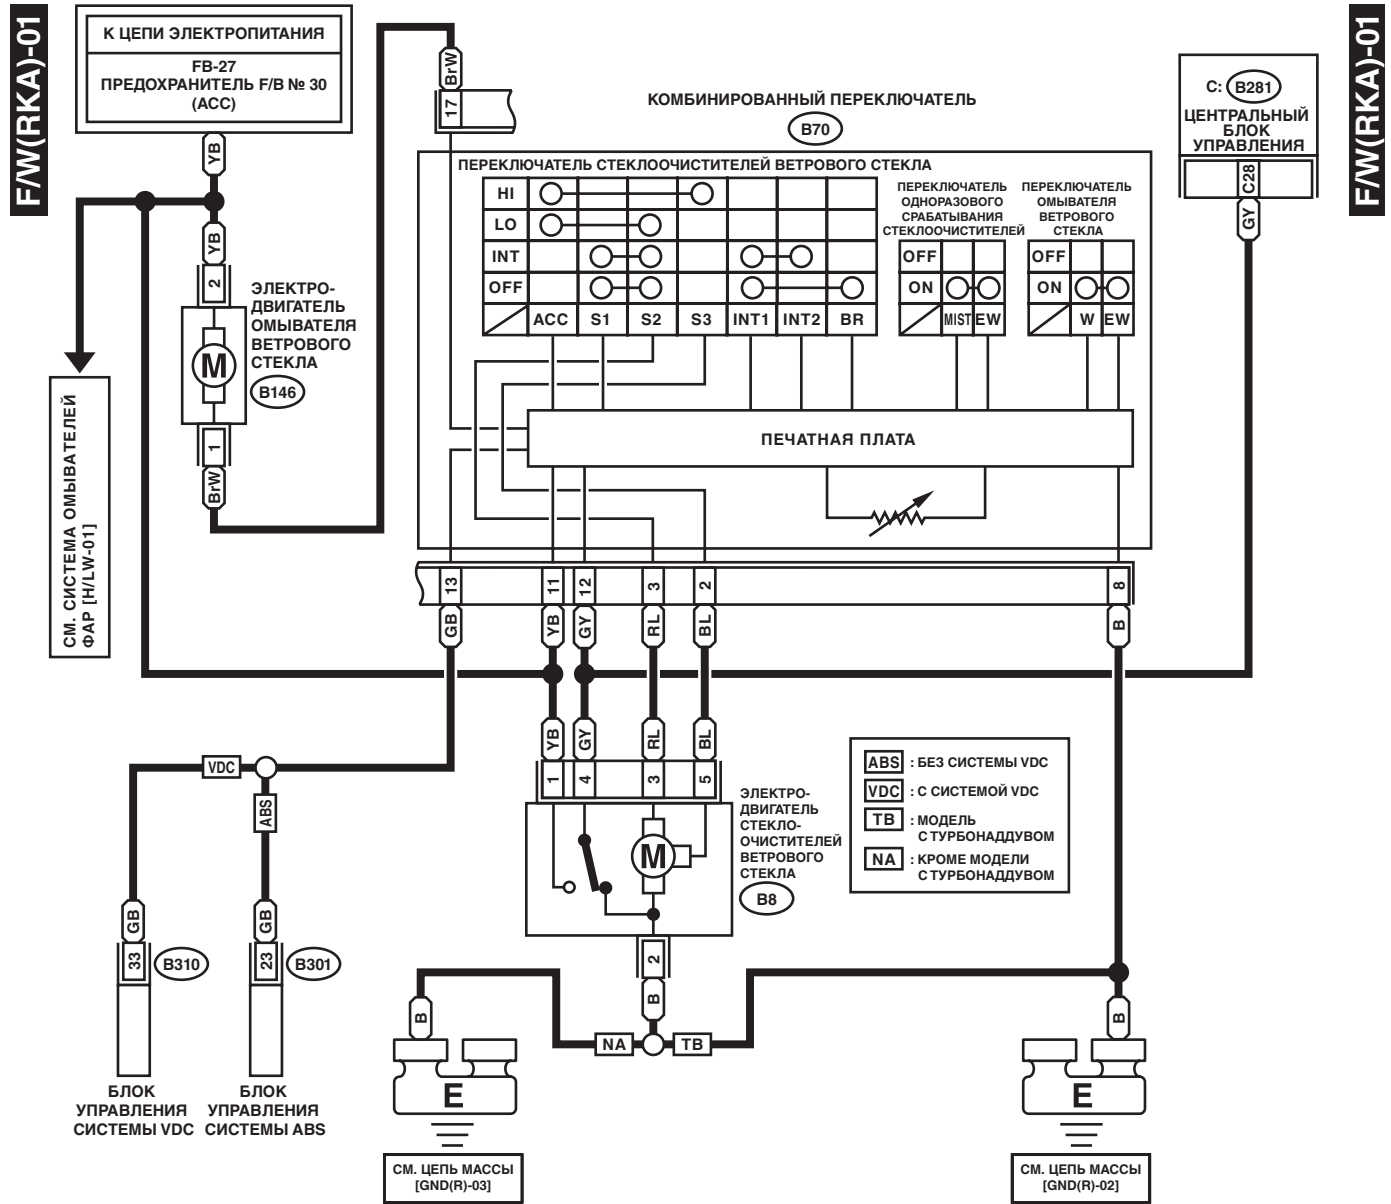 F/W(RKA)-01
F/W(RKA)-01
К ЦЕПИ ЭЛЕКТРОПИТАНИЯ
FB-27
ПРЕДОХРАНИТЕЛЬ F/B № 30
(ACC)
YB
YB
2
ЭЛЕКТРО-
ДВИГАТЕЛЬ
ОМЫВАТЕЛЯ
ВЕТРОВОГО
СТЕКЛА
B146
M
1
BrW
СМ. СИСТЕМА ОМЫВАТЕЛЕЙ
ФАР [H/LW-01]
BrW
17
КОМБИНИРОВАННЫЙ ПЕРЕКЛЮЧАТЕЛЬ
B70
C: B281
ЦЕНТРАЛЬНЫЙ
БЛОК
УПРАВЛЕНИЯ
C28
GY
ПЕРЕКЛЮЧАТЕЛЬ СТЕКЛООЧИСТИТЕЛЕЙ ВЕТРОВОГО СТЕКЛА
HI
LO
INT
OFF
ACC S1 S2 S3 INT1 INT2 BR
ПЕРЕКЛЮЧАТЕЛЬ
ОДНОРАЗОВОГО
СРАБАТЫВАНИЯ
СТЕКЛООЧИСТИТЕЛЕЙ
OFF
ON
MIST EW
ПЕРЕКЛЮЧАТЕЛЬ
ОМЫВАТЕЛЯ
ВЕТРОВОГО
СТЕКЛА
OFF
ON
W EW
ПЕЧАТНАЯ ПЛАТА
13 11 12 3 2 8
GB YB GY RL BL B
YB GY RL BL
1 4 3 5
M
ЭЛЕКТРО-
ДВИГАТЕЛЬ
СТЕКЛО-
ОЧИСТИТЕЛЕЙ
ВЕТРОВОГО
СТЕКЛА
B8
2
B
ABS : БЕЗ СИСТЕМЫ VDC
VDC : С СИСТЕМОЙ VDC
TB : МОДЕЛЬ
С ТУРБОНАДДУВОМ
NA : КРОМЕ МОДЕЛИ
С ТУРБОНАДДУВОМ
VDC
ABS
GB
GB
33
B310
23
B301
БЛОК
УПРАВЛЕНИЯ
СИСТЕМЫ VDC
БЛОК
УПРАВЛЕНИЯ
СИСТЕМЫ ABS
NA
TB
B
E
СМ. ЦЕПЬ МАССЫ
[GND(R)-03]
B
E
СМ. ЦЕПЬ МАССЫ
[GND(R)-02]